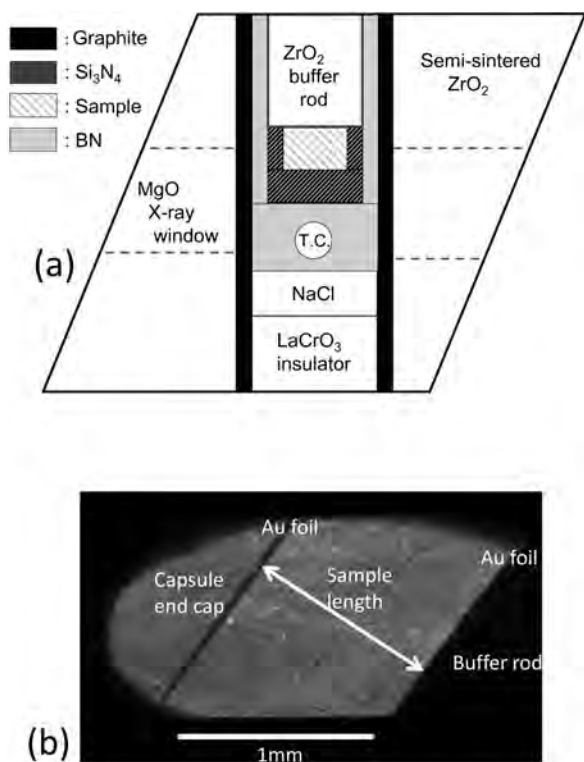 : Graphite
: Si₃N₄
: Sample
: BN
ZrO₂
buffer
rod
Semi-sintered
ZrO₂
MgO
X-ray
window
T.C.
(a)
NaCl
LaCrO₃
insulator
Au foil
Au foil
Capsule
end cap
Sample
length
Buffer rod
1mm
(b)